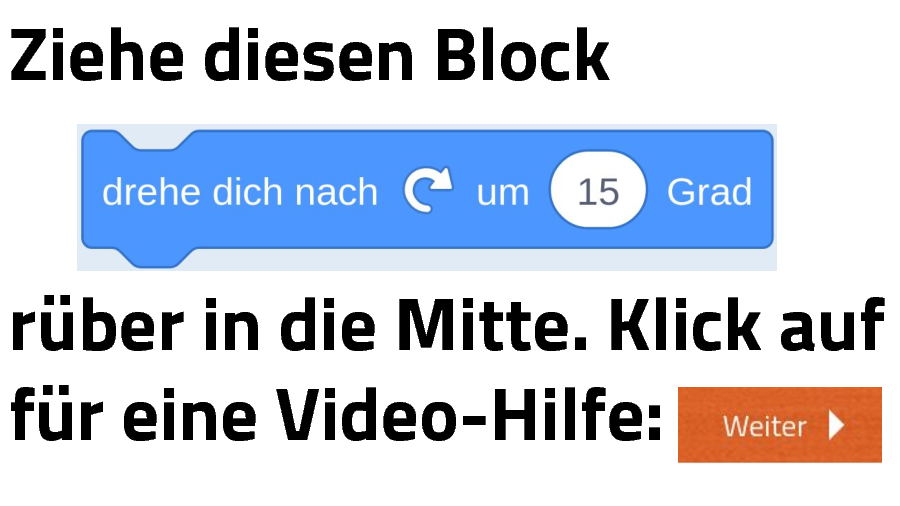 Ziehe diesen Block
drehe dich nach um 15 Grad
rüber in die Mitte. Klick auf
für eine Video-Hilfe: Weiter